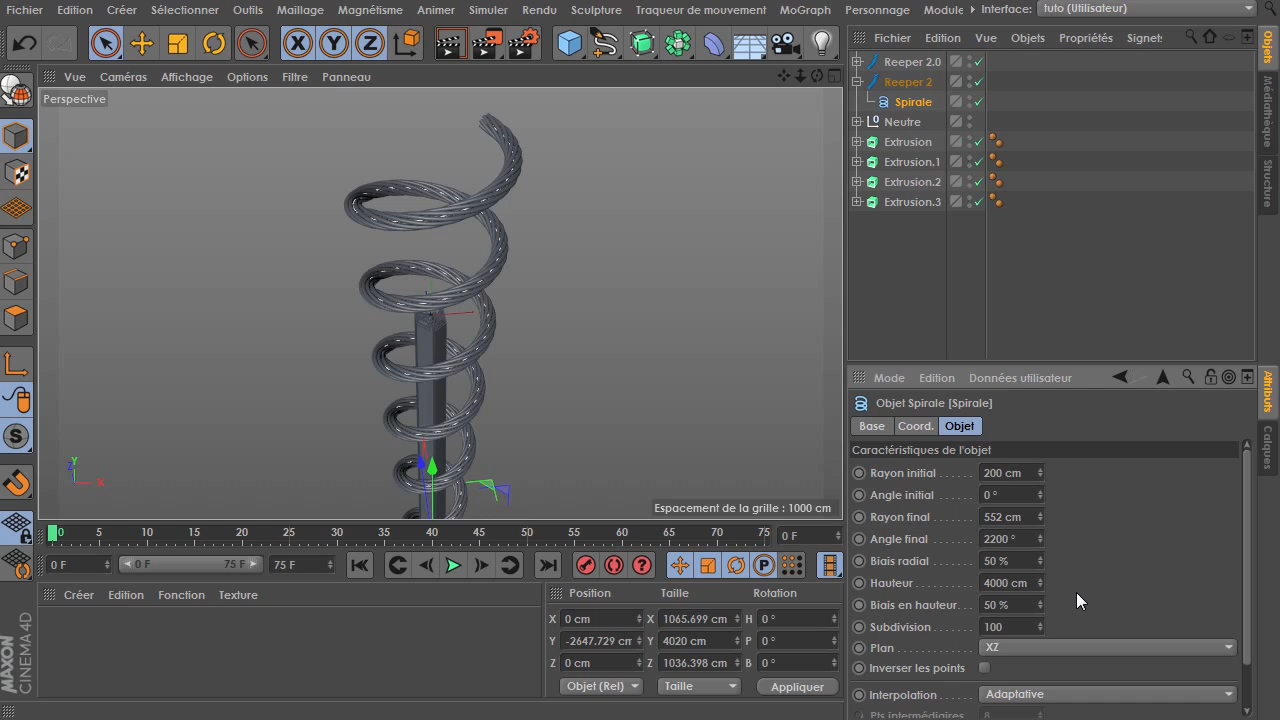 Fichier Edition Créer Sélectionner Outils Maillage Magnétisme Animer Simuler Rendu Sculpture Traqueur de mouvement MoGraph Personnage Module Interface: tuto (Utilisateur)
X Y Z
Vue Caméras Affichage Options Filtre Panneau
Fichier Edition Vue Objets Propriétés Signet:
Perspective
Reeper 2.0
Reeper 2
Spirale
Neutre
Extrusion
Extrusion.1
Extrusion.2
Extrusion.3
Objets
Médiathèque
Structure
Y
Z
X
Espacement de la grille : 1000 cm
0 5 10 15 20 25 30 35 40 45 50 55 60 65 70 75 0 F
0 F 0 F 75 F 75 F
Créer Edition Fonction Texture
Position Taille Rotation
X 0 cm X 1065.699 cm H 0 °
Y -2647.729 cm Y 4020 cm P 0 °
Z 0 cm Z 1036.398 cm B 0 °
Objet (Rel) Taille Appliquer
MAXON
CINEMA 4D
Mode Edition Données utilisateur
Objet Spirale [Spirale]
Base Coord. Objet
Caractéristiques de l'objet
Rayon initial 200 cm
Angle initial 0 °
Rayon final 552 cm
Angle final 2200 °
Biais radial 50 %
Hauteur 4000 cm
Biais en hauteur 50 %
Subdivision 100
Plan XZ
Inverser les points
Interpolation Adaptative
Pts intermédiaires 8
Attributs
Calques